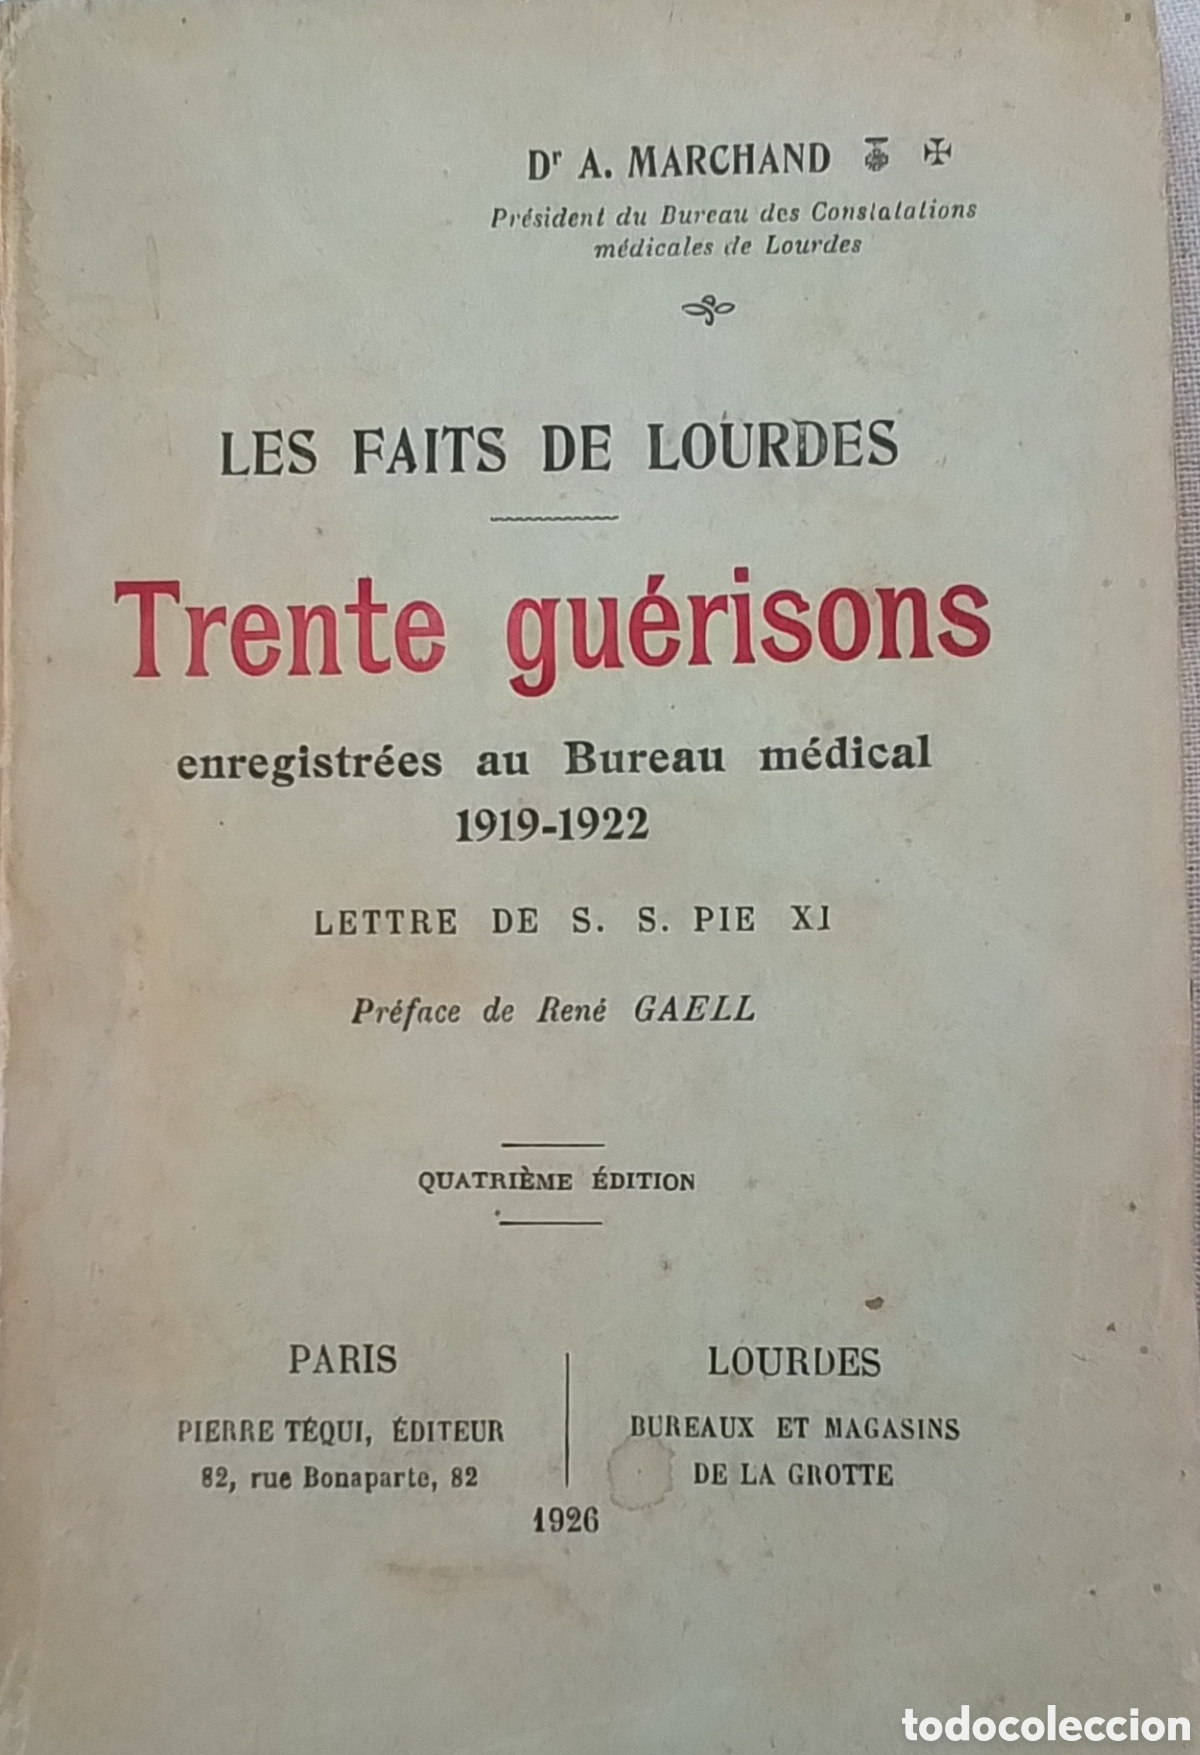 Dr A. MARCHAND
Président du Bureau des Constatations
médicales de Lourdes
LES FAITS DE LOURDES
Trente guérisons
enregistrées au Bureau médical
1919-1922
LETTRE DE S. S. PIE XI
Préface de René GAELL
QUATRIÈME ÉDITION
PARIS
PIERRE TÉQUI, ÉDITEUR
82, rue Bonaparte, 82
LOURDES
BUREAUX ET MAGASINS
DE LA GROTTE
1926
todocoleccion